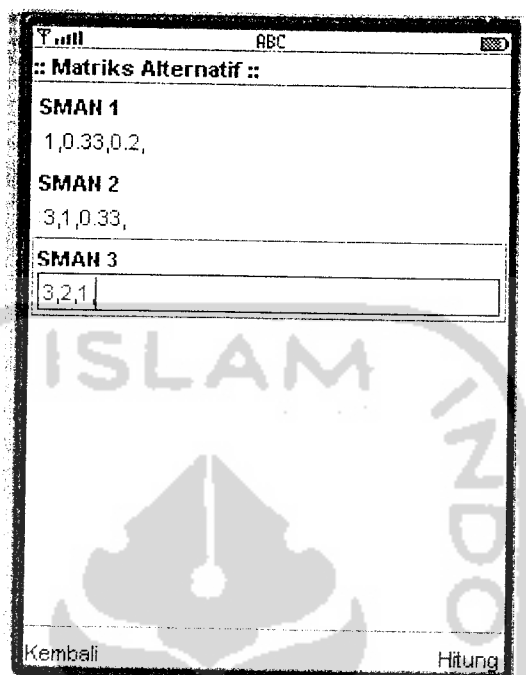 ABC
:: Matriks Alternatif ::
SMAN 1
1,0.33,0.2,
SMAN 2
3,1,0.33,
SMAN 3
3,2,1,
ISLAM
INDO
Kembali
Hitung